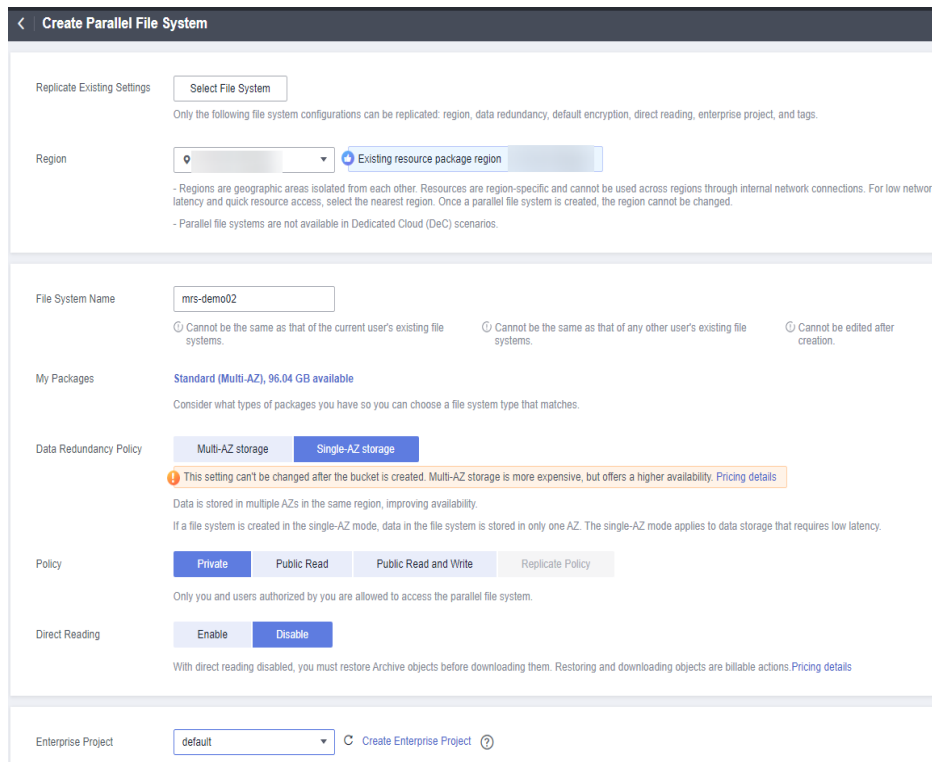 Create Parallel File System
Replicate Existing Settings
Select File System
Only the following file system configurations can be replicated: region, data redundancy, default encryption, direct reading, enterprise project, and tags.
Region
Existing resource package region
- Regions are geographic areas isolated from each other. Resources are region-specific and cannot be used across regions through internal network connections. For low networ
latency and quick resource access, select the nearest region. Once a parallel file system is created, the region cannot be changed.
- Parallel file systems are not available in Dedicated Cloud (DeC) scenarios.
File System Name
mrs-demo02
Cannot be the same as that of the current user's existing file
systems.
Cannot be the same as that of any other user's existing file
systems.
Cannot be edited after
creation.
My Packages
Standard (Multi-AZ), 96.04 GB available
Consider what types of packages you have so you can choose a file system type that matches.
Data Redundancy Policy
Multi-AZ storage
Single-AZ storage
This setting can't be changed after the bucket is created. Multi-AZ storage is more expensive, but offers a higher availability. Pricing details
Data is stored in multiple AZs in the same region, improving availability.
If a file system is created in the single-AZ mode, data in the file system is stored in only one AZ. The single-AZ mode applies to data storage that requires low latency.
Policy
Private
Public Read
Public Read and Write
Replicate Policy
Only you and users authorized by you are allowed to access the parallel file system.
Direct Reading
Enable
Disable
With direct reading disabled, you must restore Archive objects before downloading them. Restoring and downloading objects are billable actions.Pricing details
Enterprise Project
default
Create Enterprise Project